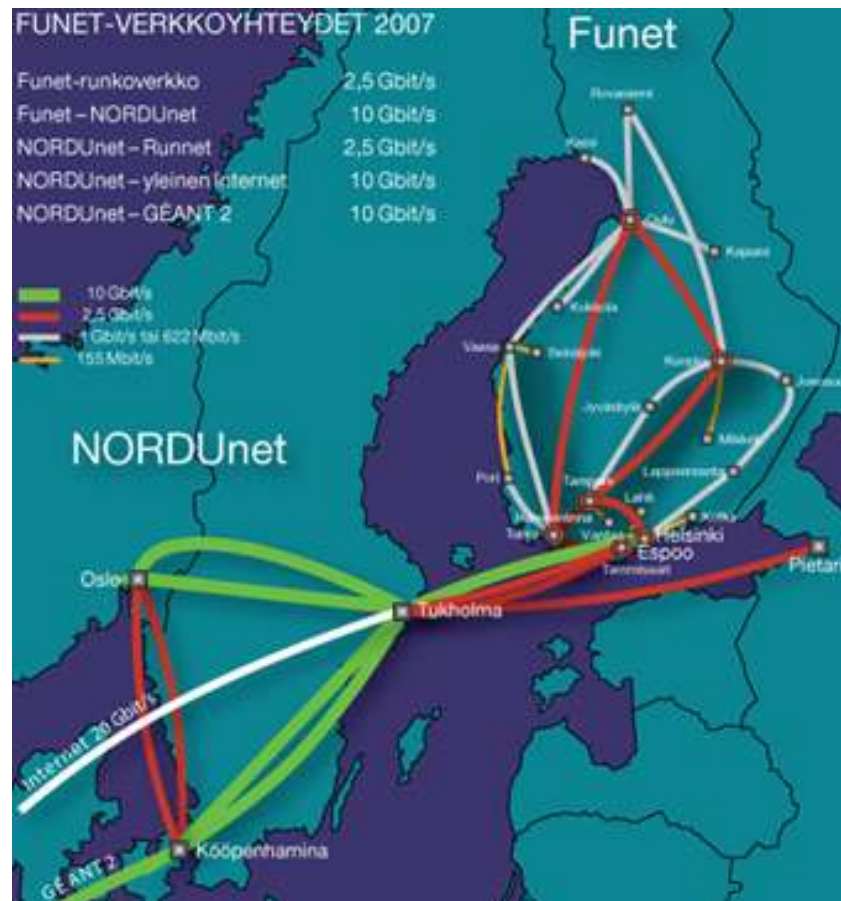 FUNET-VERKKOYHTEYDET 2007
Funet
Funet-runkoverkko 2,5 Gbit/s
Funet – NORDUnet 10 Gbit/s
NORDUnet – Runnet 2,5 Gbit/s
NORDUnet – yleinen Internet 10 Gbit/s
NORDUnet – GÉANT 2 10 Gbit/s
10 Gbit/s
2,5 Gbit/s
1 Gbit/s tai 622 Mbit/s
155 Mbit/s
NORDUnet
Rovaniemi
Oulu
Kajaani
Kokkola
Vaasa
Seinäjoki
Kuopio
Joensuu
Jyväskylä
Mikkeli
Lappeenranta
Pori
Lahti
Kotka
Hämeenlinna
Turku
Vantaa
Helsinki
Espoo
Tammisaari
Pietari
Oslo
Tukholma
Internet 20 Gbit/s
Kööpenhamina
GÉANT 2